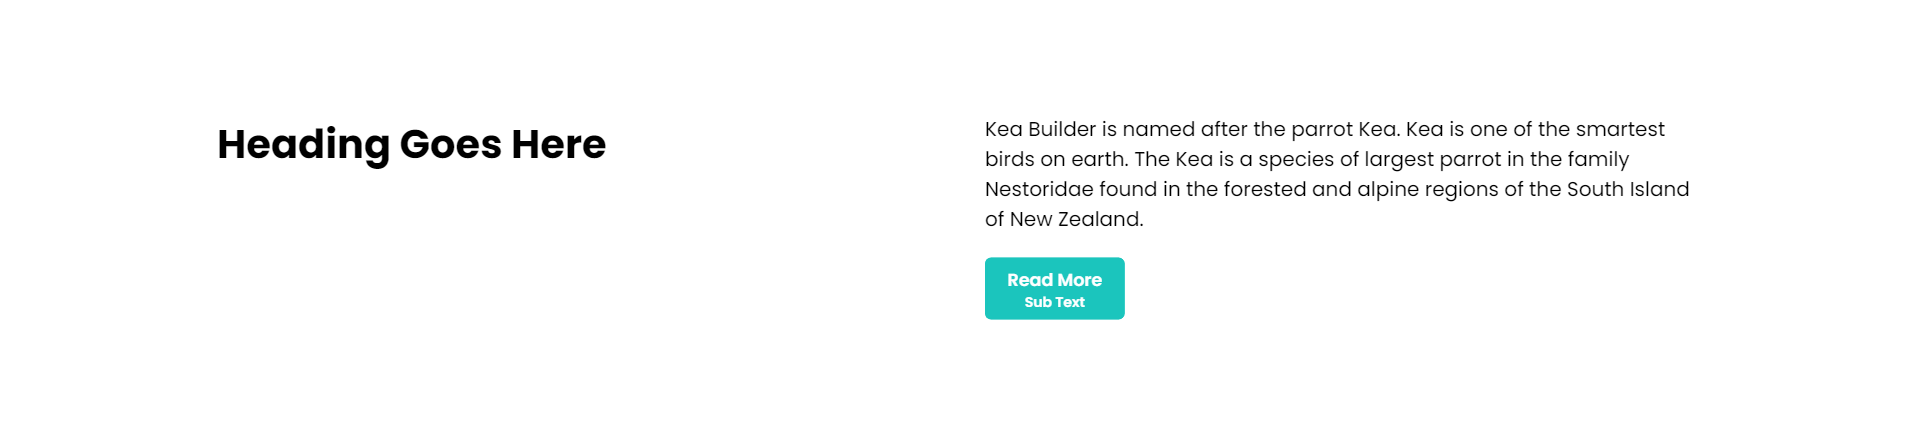 Heading Goes Here
Kea Builder is named after the parrot Kea. Kea is one of the smartest
birds on earth. The Kea is a species of largest parrot in the family
Nestoridae found in the forested and alpine regions of the South Island
of New Zealand.
Read More
Sub Text